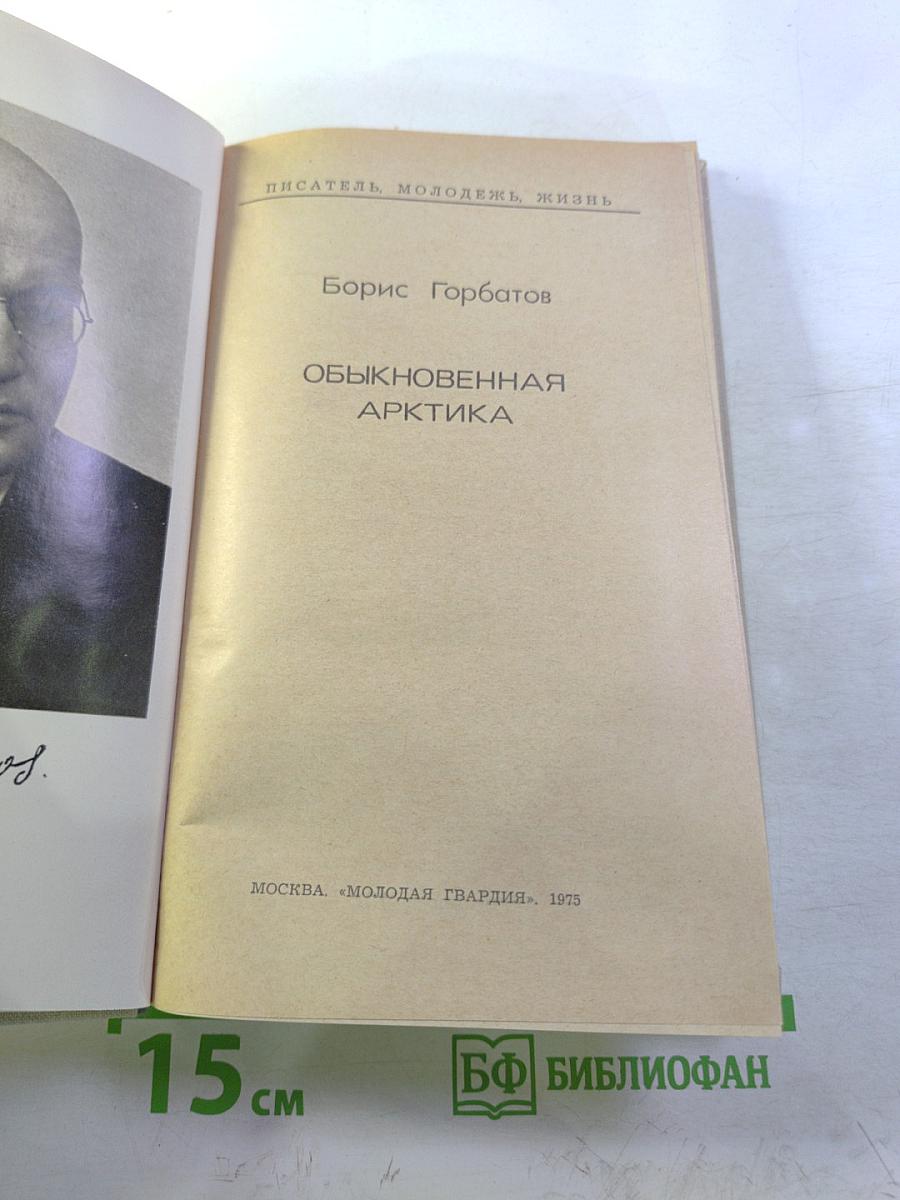 ПИСАТЕЛЬ, МОЛОДЕЖЬ, ЖИЗНЬ
Борис Горбатов
ОБЫКНОВЕННАЯ
АРКТИКА
МОСКВА. «МОЛОДАЯ ГВАРДИЯ». 1975
15 см
БФ БИБЛИОФАН